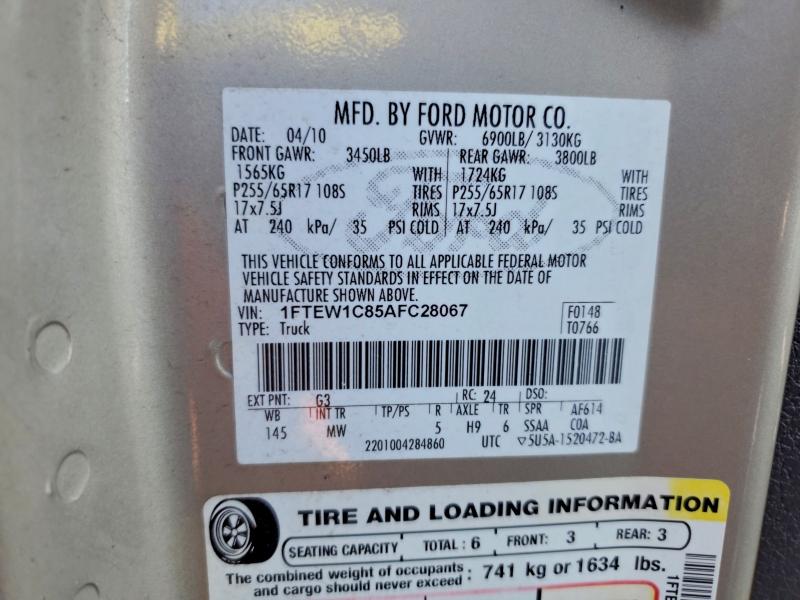 MFD. BY FORD MOTOR CO.
DATE: 04/10 GVWR: 6900LB/ 3130KG
FRONT GAWR: 3450LB REAR GAWR: 3800LB
1565KG WITH 1724KG WITH
P255/65R17 108S TIRES P255/65R17 108S TIRES
17x7.5J RIMS 17x7.5J RIMS
AT 240 kPa/ 35 PSI COLD AT 240 kPa/ 35 PSI COLD
Ford
THIS VEHICLE CONFORMS TO ALL APPLICABLE FEDERAL MOTOR
VEHICLE SAFETY STANDARDS IN EFFECT ON THE DATE OF
MANUFACTURE SHOWN ABOVE.
VIN: 1FTEW1C85AFC28067 F0148
TYPE: Truck T0766
EXT PNT: G3 RC: 24 DSO:
WB INT TR TP/PS R AXLE TR SPR AF614
145 MW 5 H9 6 SSAA COA
2201004284860 UTC ▽5U5A-1520472-BA
TIRE AND LOADING INFORMATION
SEATING CAPACITY TOTAL : 6 FRONT: 3 REAR: 3
The combined weight of occupants and cargo should never exceed : 741 kg or 1634 lbs.
1FTE